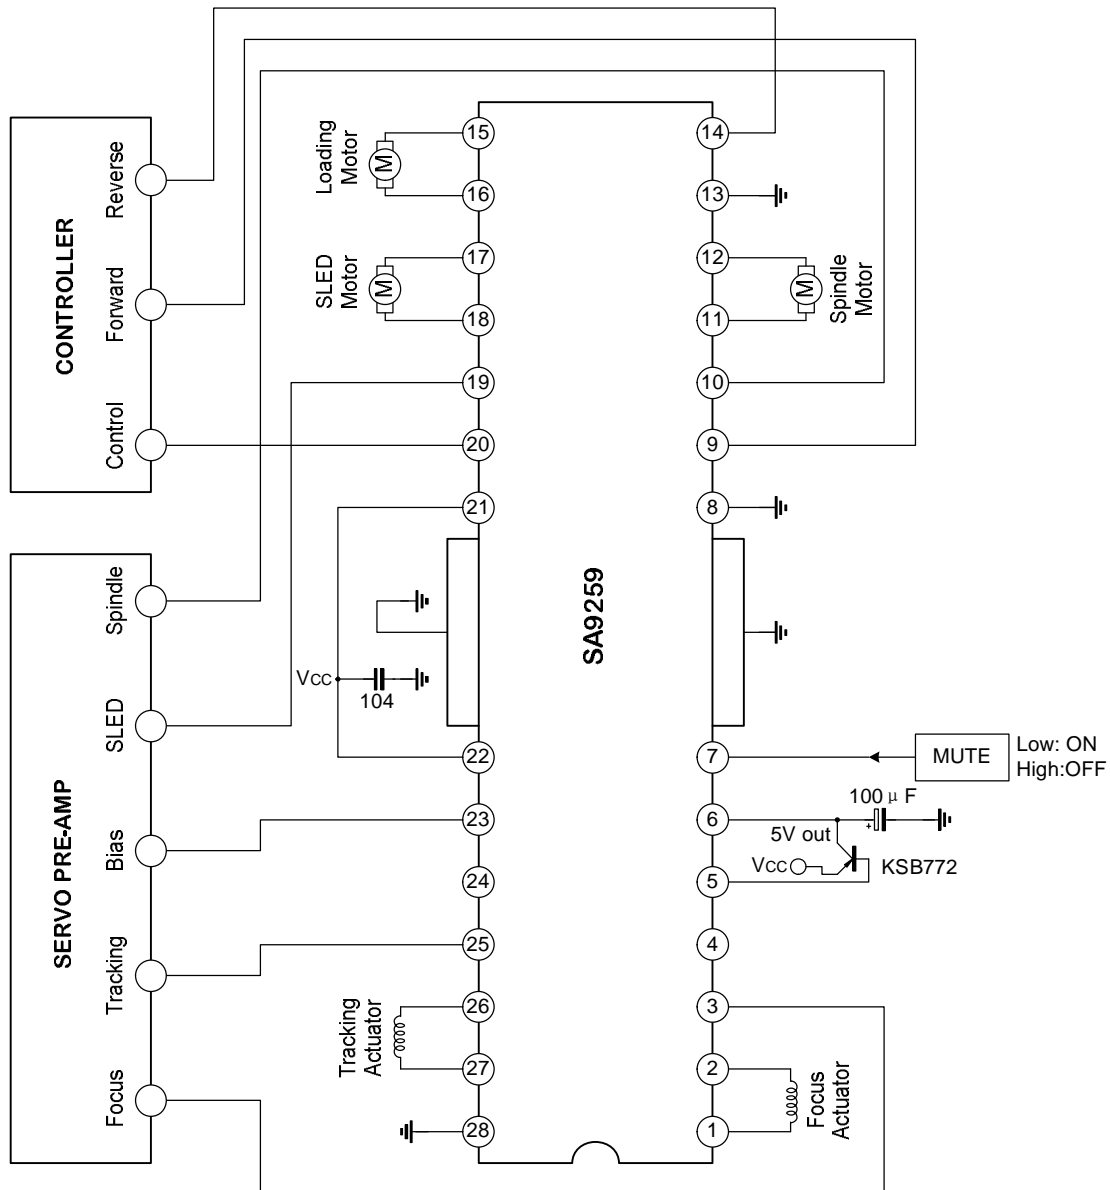 CONTROLLER
Reverse
Forward
Control
SERVO PRE-AMP
Spindle
SLED
Bias
Tracking
Focus
Loading
Motor
M
SLED
Motor
M
15
16
17
18
19
20
21
22
23
24
25
26
27
28
Vcc
104
Tracking
Actuator
SA9259
14
13
12
11
10
9
8
7
6
5
4
3
2
1
M
Spindle
Motor
MUTE
Low: ON
High:OFF
100 μ F
+
5V out
Vcc
KSB772
Focus
Actuator